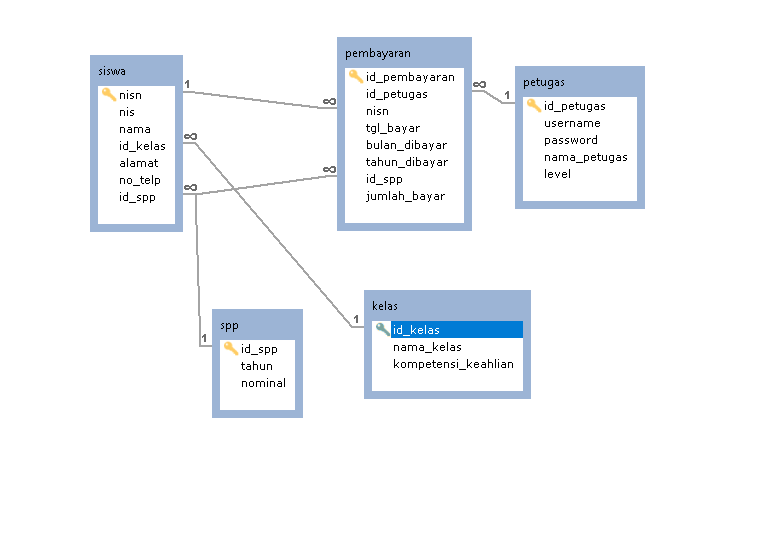 siswa
nisn
nis
nama
id_kelas
alamat
no_telp
id_spp
pembayaran
id_pembayaran
id_petugas
nisn
tgl_bayar
bulan_dibayar
tahun_dibayar
id_spp
jumlah_bayar
petugas
id_petugas
username
password
nama_petugas
level
spp
id_spp
tahun
nominal
kelas
id_kelas
nama_kelas
kompetensi_keahlian
1
∞
∞
1
∞
∞
∞
1
1